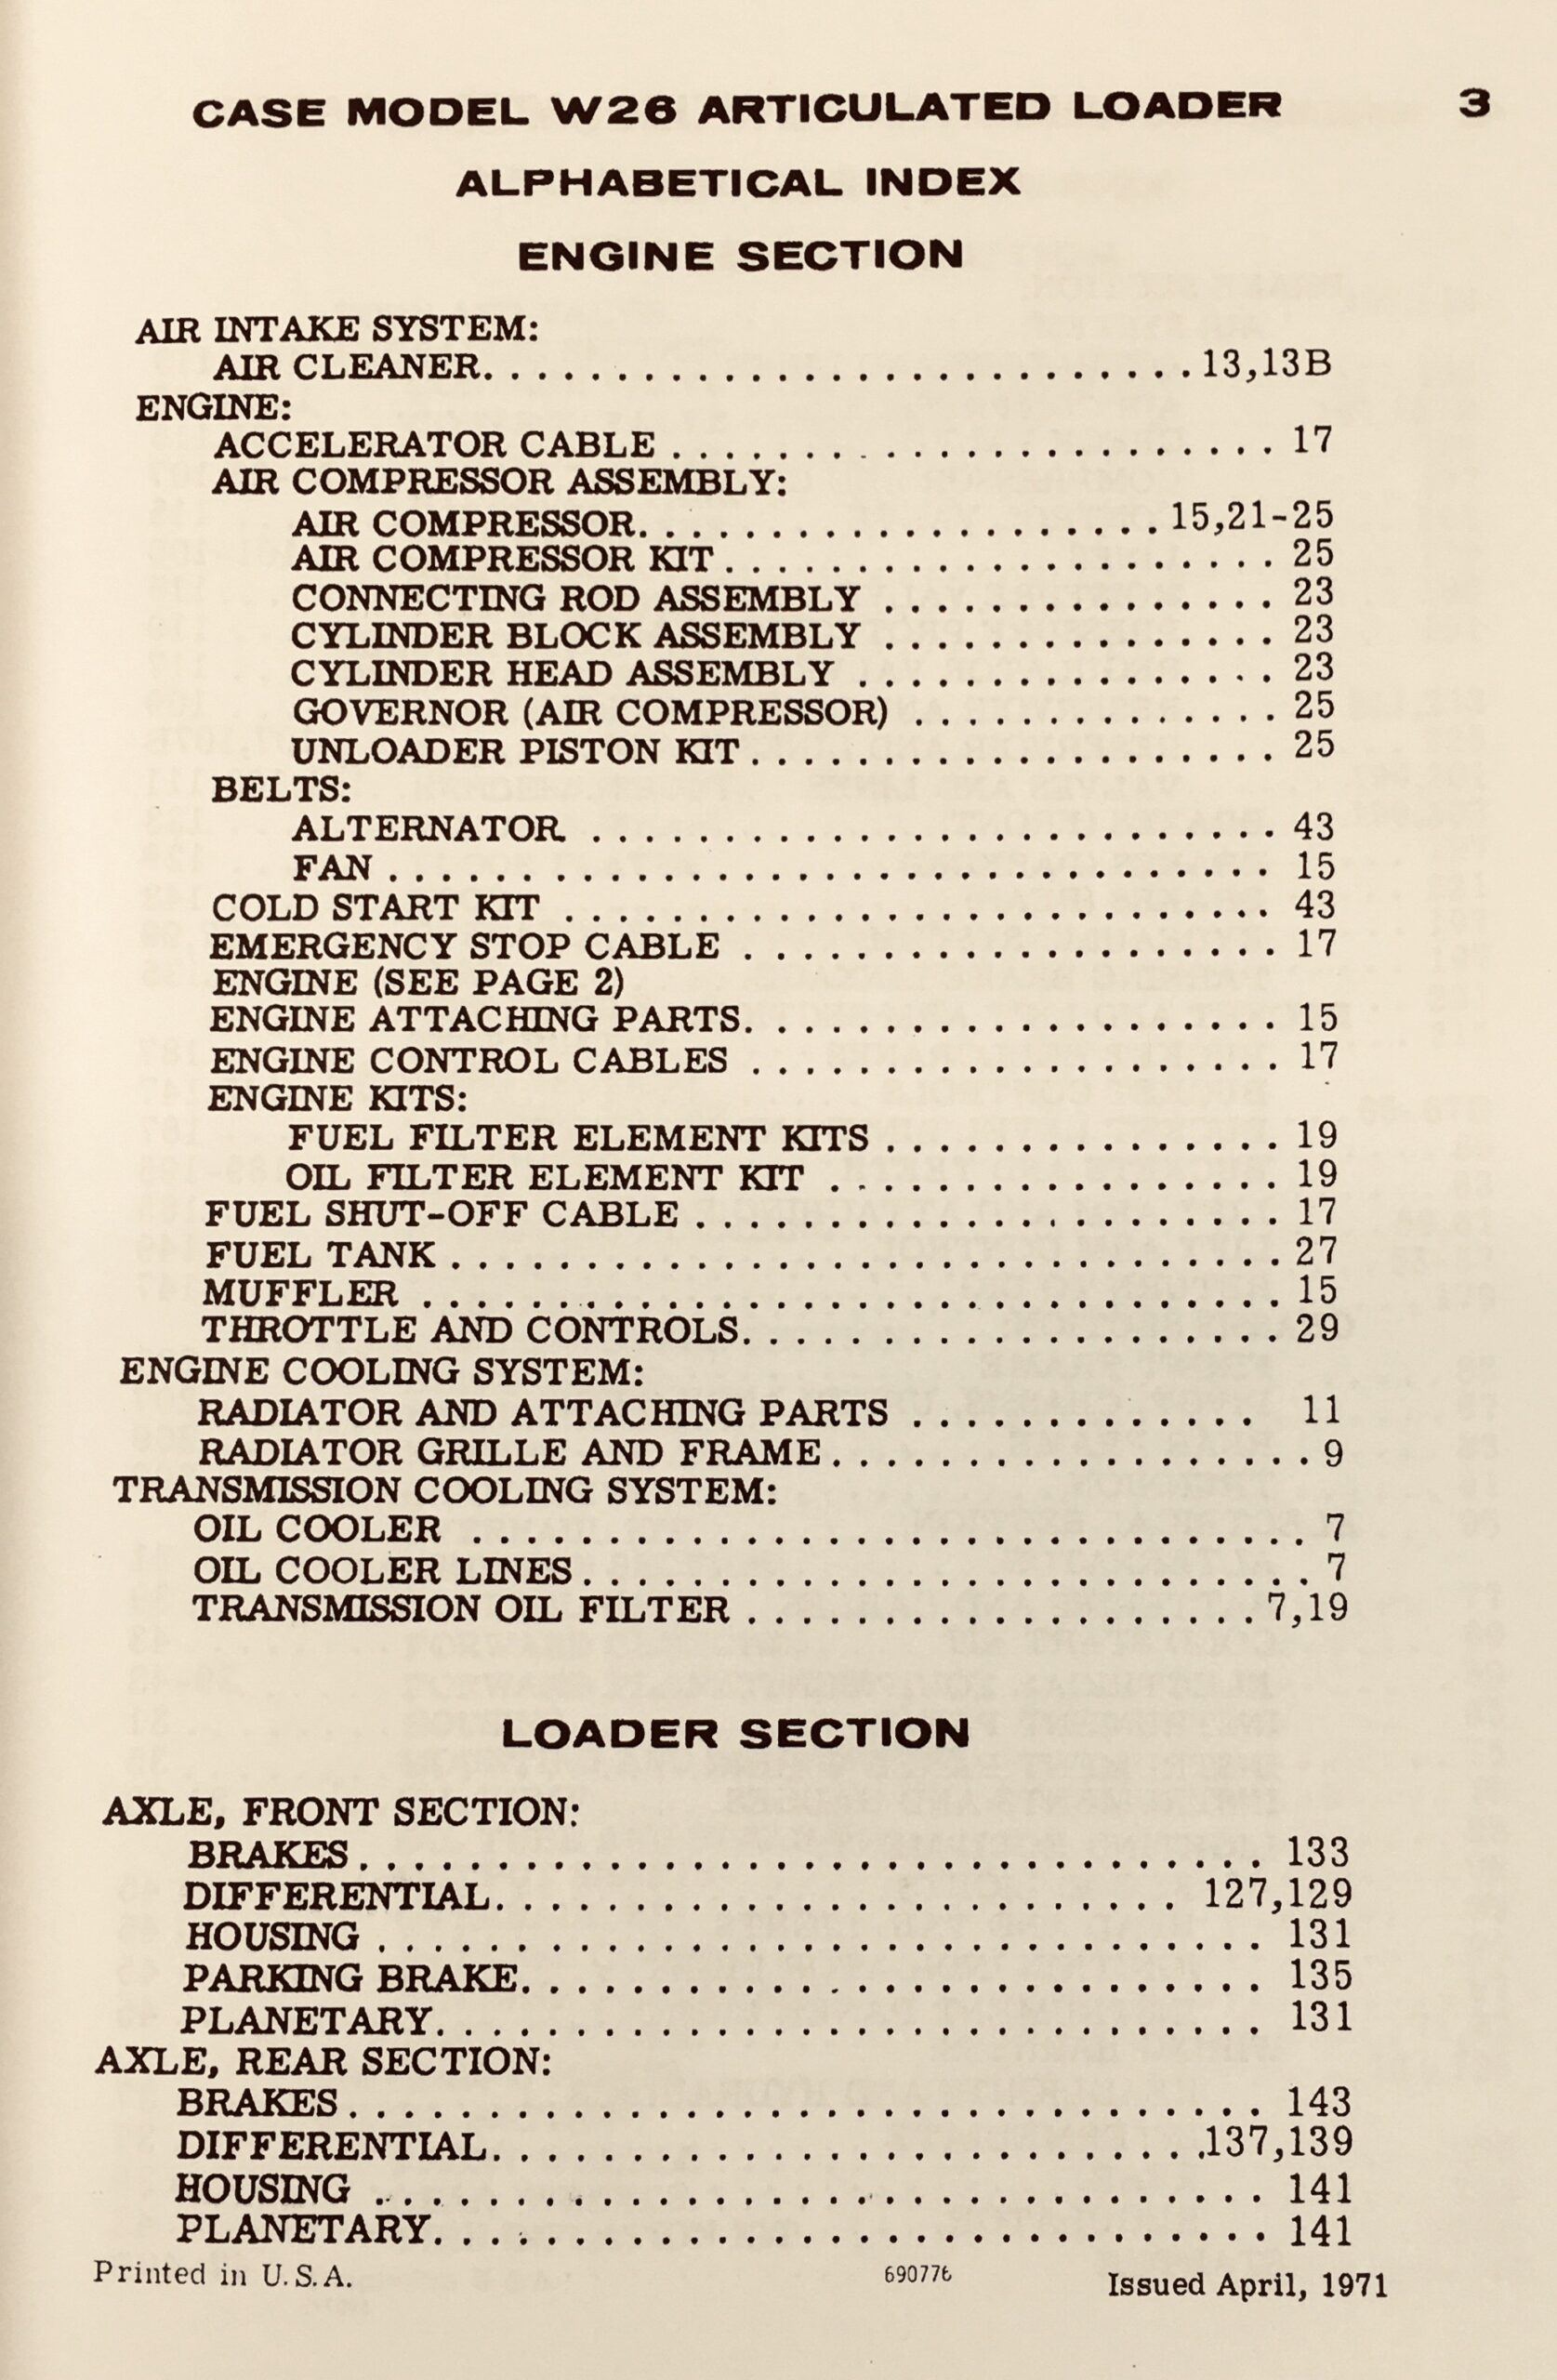 CASE MODEL W26 ARTICULATED LOADER 3
ALPHABETICAL INDEX
ENGINE SECTION
AIR INTAKE SYSTEM:
AIR CLEANER. . . . . . . . . . . . . . . . . . . . . . . . . . . 13,13B
ENGINE:
ACCELERATOR CABLE . . . . . . . . . . . . . . . . . . . . . . . 17
AIR COMPRESSOR ASSEMBLY:
AIR COMPRESSOR. . . . . . . . . . . . . . . . . . . . 15,21-25
AIR COMPRESSOR KIT . . . . . . . . . . . . . . . . . . . . . 25
CONNECTING ROD ASSEMBLY . . . . . . . . . . . . . . . 23
CYLINDER BLOCK ASSEMBLY . . . . . . . . . . . . . . . 23
CYLINDER HEAD ASSEMBLY . . . . . . . . . . . . . . . . 23
GOVERNOR (AIR COMPRESSOR) . . . . . . . . . . . . . . 25
UNLOADER PISTON KIT . . . . . . . . . . . . . . . . . . . . 25
BELTS:
ALTERNATOR . . . . . . . . . . . . . . . . . . . . . . . . . . 43
FAN . . . . . . . . . . . . . . . . . . . . . . . . . . . . . . . . . 15
COLD START KIT . . . . . . . . . . . . . . . . . . . . . . . . . . . 43
EMERGENCY STOP CABLE . . . . . . . . . . . . . . . . . . . . 17
ENGINE (SEE PAGE 2)
ENGINE ATTACHING PARTS. . . . . . . . . . . . . . . . . . . . 15
ENGINE CONTROL CABLES . . . . . . . . . . . . . . . . . . . . 17
ENGINE KITS:
FUEL FILTER ELEMENT KITS . . . . . . . . . . . . . . . 19
OIL FILTER ELEMENT KIT . . . . . . . . . . . . . . . . . 19
FUEL SHUT-OFF CABLE . . . . . . . . . . . . . . . . . . . . . . 17
FUEL TANK . . . . . . . . . . . . . . . . . . . . . . . . . . . . . . . 27
MUFFLER . . . . . . . . . . . . . . . . . . . . . . . . . . . . . . . . 15
THROTTLE AND CONTROLS. . . . . . . . . . . . . . . . . . . . 29
ENGINE COOLING SYSTEM:
RADIATOR AND ATTACHING PARTS . . . . . . . . . . . . . 11
RADIATOR GRILLE AND FRAME . . . . . . . . . . . . . . . . . . 9
TRANSMISSION COOLING SYSTEM:
OIL COOLER . . . . . . . . . . . . . . . . . . . . . . . . . . . . . . . 7
OIL COOLER LINES . . . . . . . . . . . . . . . . . . . . . . . . . . . 7
TRANSMISSION OIL FILTER . . . . . . . . . . . . . . . . . . . 7,19
LOADER SECTION
AXLE, FRONT SECTION:
BRAKES . . . . . . . . . . . . . . . . . . . . . . . . . . . . . . . . . 133
DIFFERENTIAL. . . . . . . . . . . . . . . . . . . . . . . . . 127,129
HOUSING . . . . . . . . . . . . . . . . . . . . . . . . . . . . . . . . 131
PARKING BRAKE. . . . . . . . . . . . . . . . . . . . . . . . . . . 135
PLANETARY. . . . . . . . . . . . . . . . . . . . . . . . . . . . . . 131
AXLE, REAR SECTION:
BRAKES . . . . . . . . . . . . . . . . . . . . . . . . . . . . . . . . . 143
DIFFERENTIAL. . . . . . . . . . . . . . . . . . . . . . . . . .137,139
HOUSING . . . . . . . . . . . . . . . . . . . . . . . . . . . . . . . . 141
PLANETARY. . . . . . . . . . . . . . . . . . . . . . . . . . . . . . 141
Printed in U.S.A. 690776 Issued April, 1971